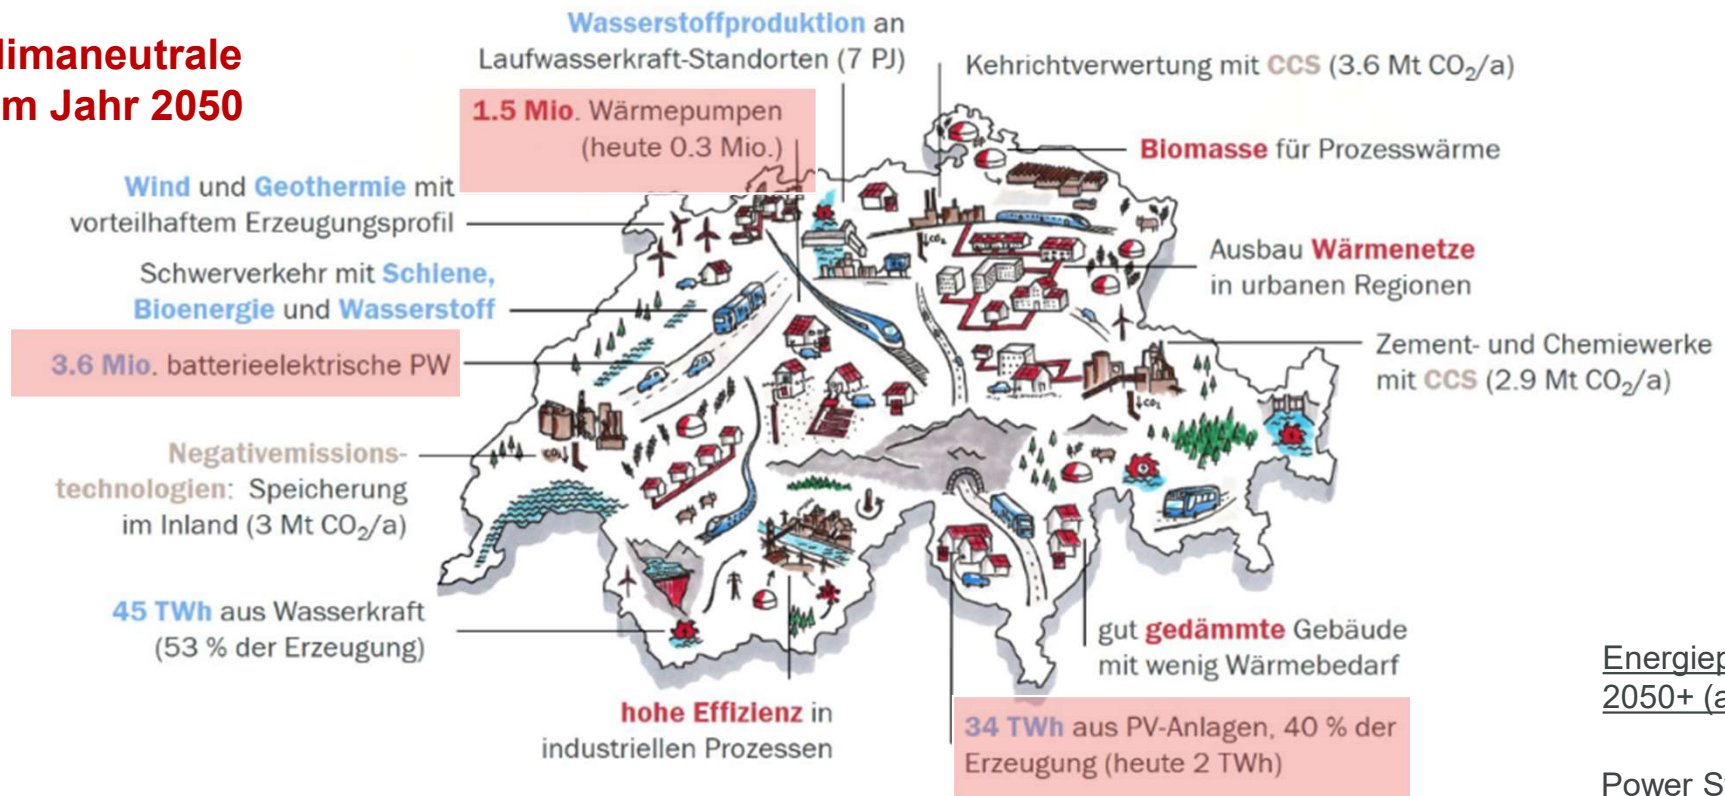 limaneutrale
m Jahr 2050
Wasserstoffproduktion an
Laufwasserkraft-Standorten (7 PJ)
Kehrichtverwertung mit CCS (3.6 Mt CO₂/a)
1.5 Mio. Wärmepumpen
(heute 0.3 Mio.)
Biomasse für Prozesswärme
Wind und Geothermie mit
vorteilhaftem Erzeugungsprofil
Ausbau Wärmenetze
in urbanen Regionen
Schwerverkehr mit Schiene,
Bioenergie und Wasserstoff
3.6 Mio. batterieelektrische PW
Zement- und Chemiewerke
mit CCS (2.9 Mt CO₂/a)
Negativemissions-
technologien: Speicherung
im Inland (3 Mt CO₂/a)
CO₂
CO₂
CO₂
45 TWh aus Wasserkraft
(53 % der Erzeugung)
gut gedämmte Gebäude
mit wenig Wärmebedarf
hohe Effizienz in
industriellen Prozessen
34 TWh aus PV-Anlagen, 40 % der
Erzeugung (heute 2 TWh)
Energiep
2050+ (a
Power S